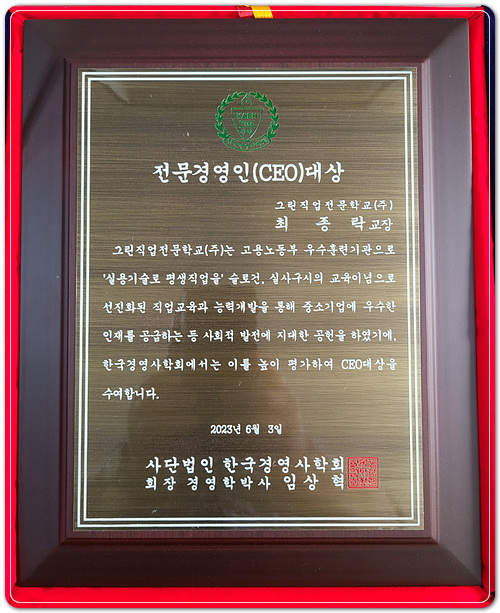 전문경영인(CEO)대상
그린직업전문학교(주)
최 종 락 교장
그린직업전문학교(주)는 고용노동부 우수훈련기관으로
'실용기술로 평생직업을' 슬로건, 실사구시의 교육이념으로
선진화된 직업교육과 능력개발을 통해 중소기업에 우수한
인재를 공급하는 등 사회적 발전에 지대한 공헌을 하였기에,
한국경영사학회에서는 이를 높이 평가하여 CEO대상을
수여합니다.
2023년 6월 3일
사단법인 한국경영사학회
회장 경영학박사 임상혁